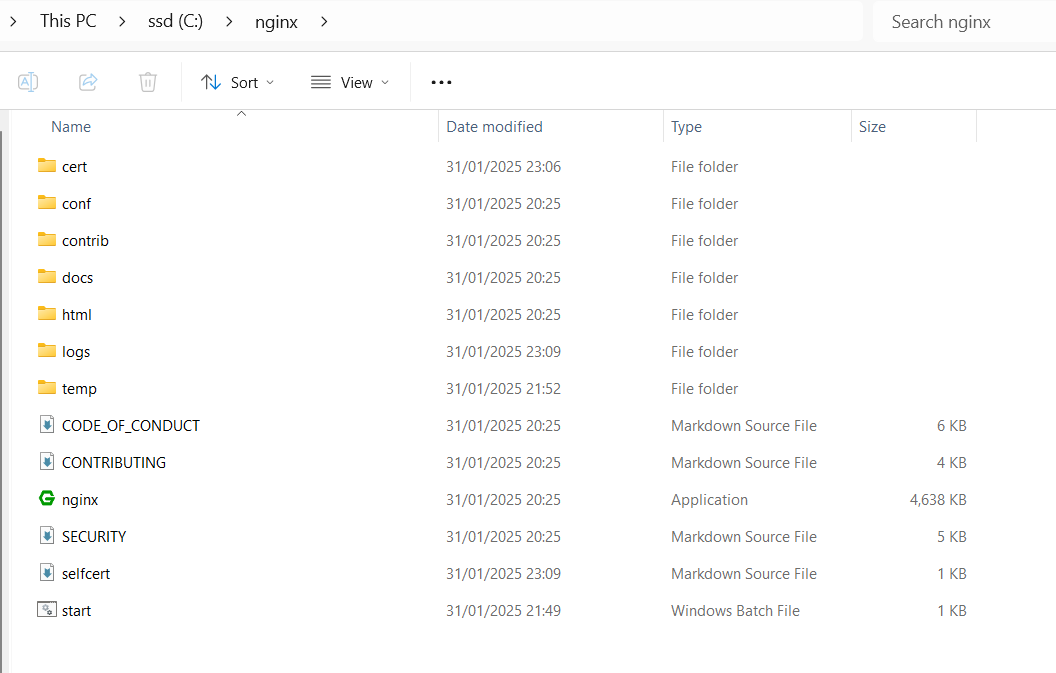 This PC ssd (C:) nginx Search nginx
Sort View
Name Date modified Type Size
cert 31/01/2025 23:06 File folder
conf 31/01/2025 20:25 File folder
contrib 31/01/2025 20:25 File folder
docs 31/01/2025 20:25 File folder
html 31/01/2025 20:25 File folder
logs 31/01/2025 23:09 File folder
temp 31/01/2025 21:52 File folder
CODE_OF_CONDUCT 31/01/2025 20:25 Markdown Source File 6 KB
CONTRIBUTING 31/01/2025 20:25 Markdown Source File 4 KB
nginx 31/01/2025 20:25 Application 4,638 KB
SECURITY 31/01/2025 20:25 Markdown Source File 5 KB
selfcert 31/01/2025 23:09 Markdown Source File 1 KB
start 31/01/2025 21:49 Windows Batch File 1 KB